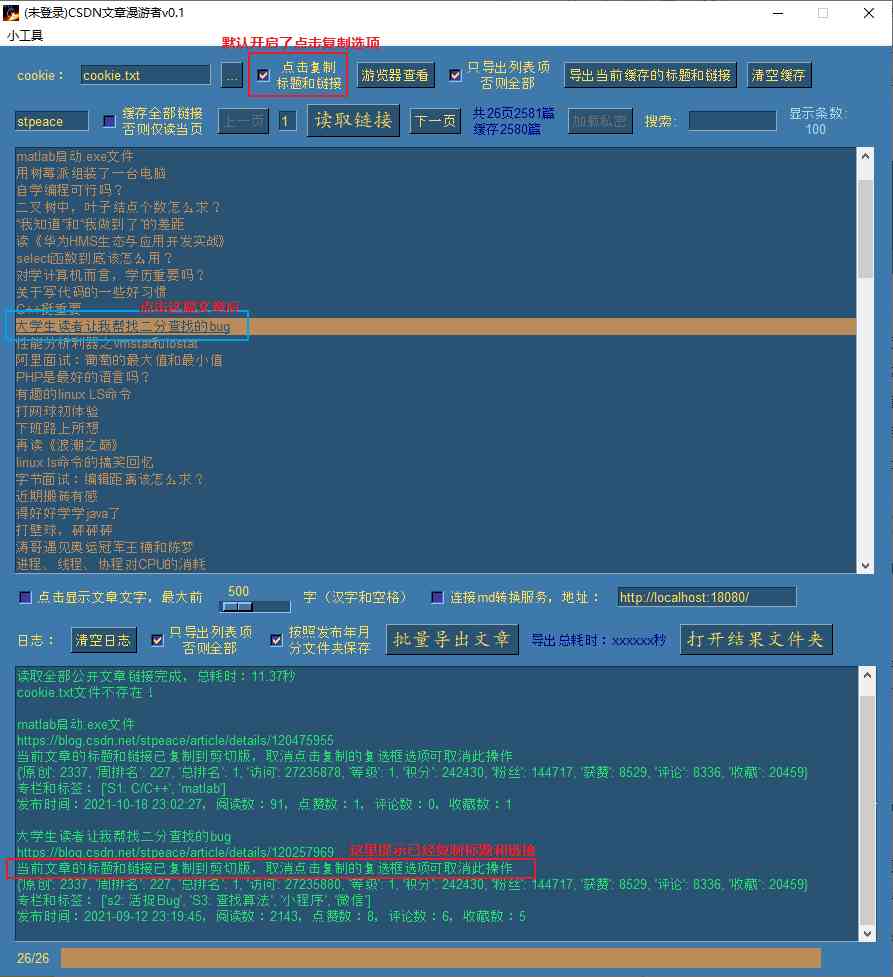 (未登录)CSDN文章漫游者v0.1
小工具
默认开启了点击复制选项
cookie： cookie.txt ... 点击复制 标题和链接 游览器查看 只导出列表项 否则全部 导出当前缓存的标题和链接 清空缓存
stpeace 缓存全部链接 否则仅读当页 上一页 1 读取链接 下一页 共26页2581篇 缓存2580篇 加载私密 搜索: 显示条数: 100
matlab启动.exe文件
用树莓派组装了一台电脑
自学编程可行吗？
二叉树中，叶子结点个数怎么求？
“我知道”和“我做到了”的差距
读《华为HMS生态与应用开发实战》
select函数到底该怎么用？
对学计算机而言，学历重要吗？
关于写代码的一些好习惯
C++挺重要
点击这篇文章后
大学生读者让我帮找二分查找的bug
性能分析利器之vmstat和iostat
阿里面试：葡萄的最大值和最小值
PHP是最好的语言吗？
有趣的linux LS命令
打网球初体验
下班路上所想
再读《浪潮之巅》
linux ls命令的搞笑回忆
字节面试：编辑距离该怎么求？
近期搬砖有感
得好好学学java了
打壁球，砰砰砰
涛哥遇见奥运冠军王楠和陈梦
进程、线程、协程对CPU的消耗
点击显示文章文字，最大前 500 字（汉字和空格） 连接md转换服务，地址： http://localhost:18080/
日志： 清空日志 只导出列表项 否则全部 按照发布年月 分文件夹保存 批量导出文章 导出总耗时：xxxxxx秒 打开结果文件夹
读取全部公开文章链接完成，总耗时：11.37秒
cookie.txt文件不存在！
matlab启动.exe文件
https://blog.csdn.net/stpeace/article/details/120475955
当前文章的标题和链接已复制到剪切版，取消点击复制的复选框选项可取消此操作
{'原创': 2337, '周排名': 227, '总排名': 1, '访问': 27235878, '等级': 1, '积分': 242430, '粉丝': 144717, '获赞': 8529, '评论': 8336, '收藏': 20459}
专栏和标签： ['S1: C/C++', 'matlab']
发布时间：2021-10-18 23:02:27，阅读数：91，点赞数：1，评论数：0，收藏数：1
大学生读者让我帮找二分查找的bug
https://blog.csdn.net/stpeace/article/details/120257969 这里提示已经复制标题和链接
当前文章的标题和链接已复制到剪切版，取消点击复制的复选框选项可取消此操作
{'原创': 2337, '周排名': 227, '总排名': 1, '访问': 27235880, '等级': 1, '积分': 242430, '粉丝': 144717, '获赞': 8529, '评论': 8336, '收藏': 20459}
专栏和标签： ['s2: 活捉Bug', 'S3: 查找算法', '小程序', '微信']
发布时间：2021-09-12 23:19:45，阅读数：2143，点赞数：8，评论数：6，收藏数：5
26/26